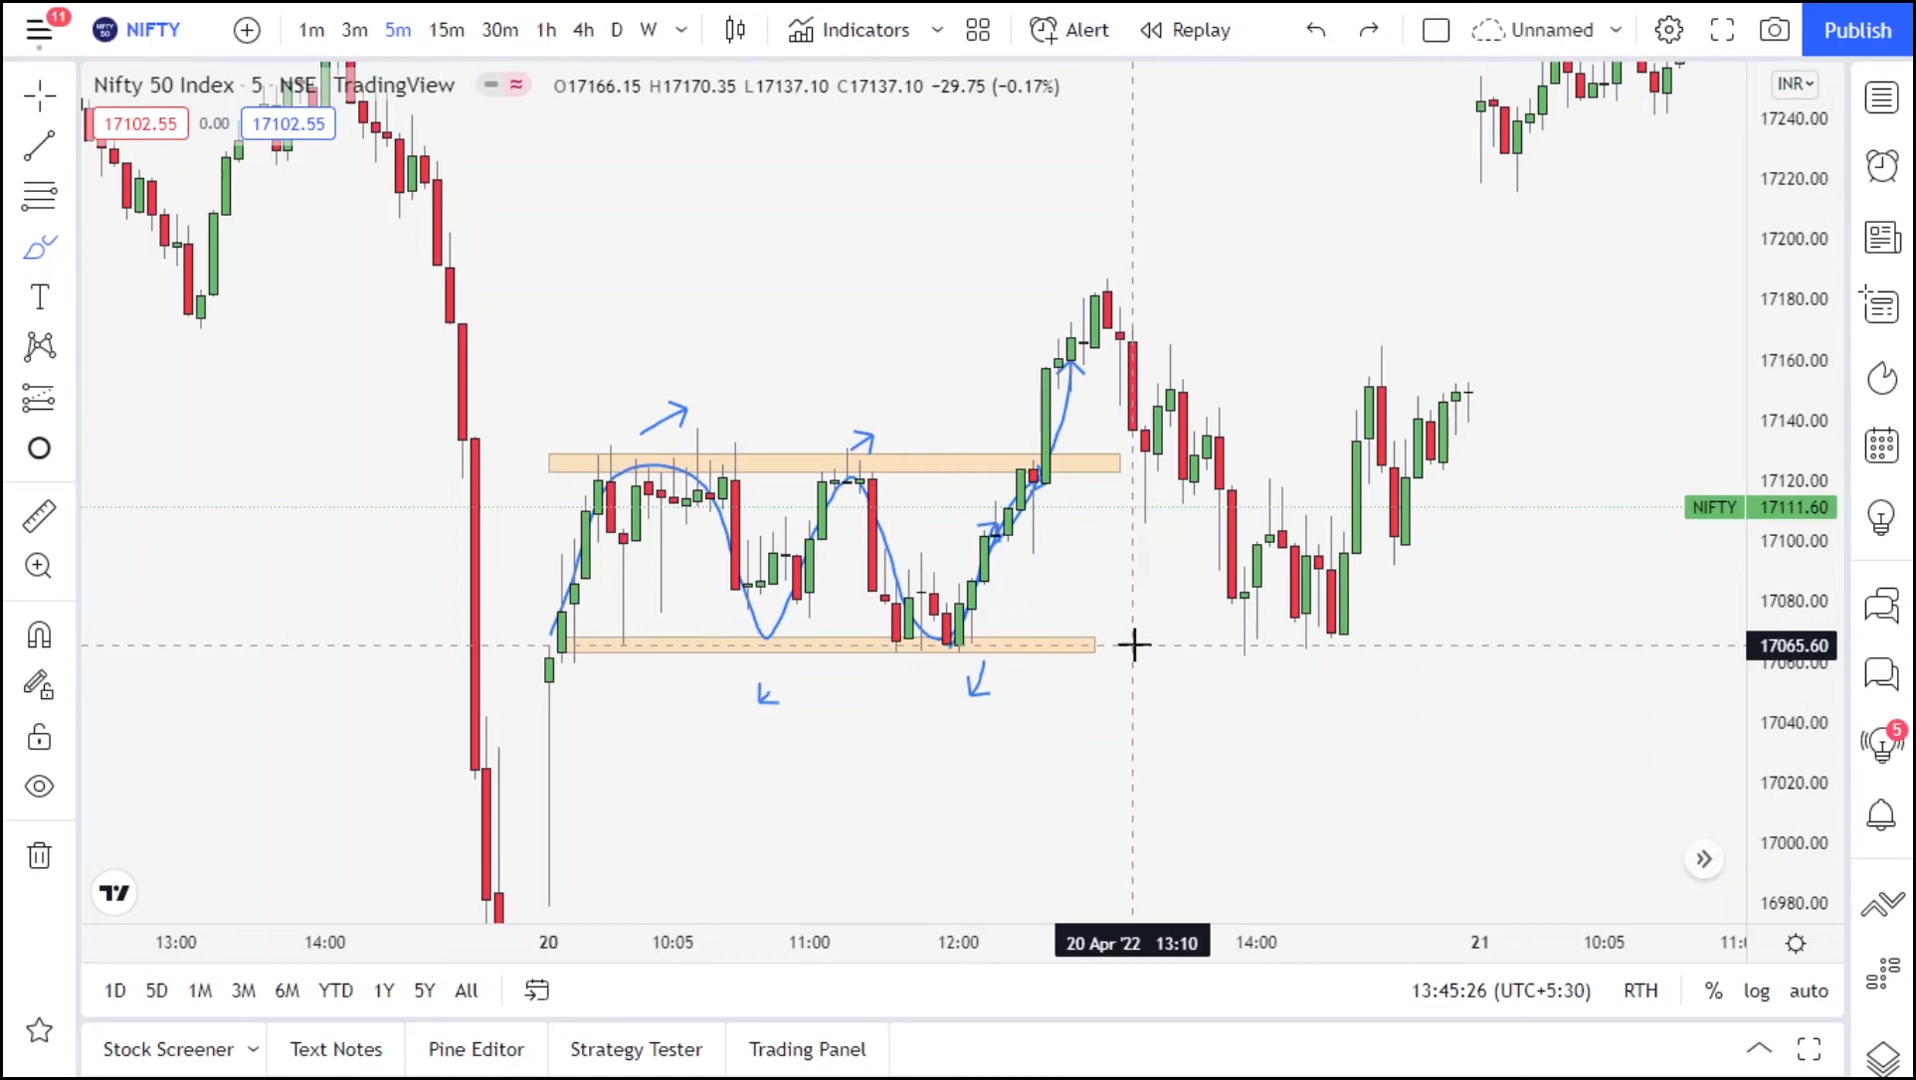 11
NIFTY 50
NIFTY
1m 3m 5m 15m 30m 1h 4h D W
Indicators
Alert
Replay
Unnamed
Publish
Nifty 50 Index · 5 · NSE TradingView
O17166.15 H17170.35 L17137.10 C17137.10 −29.75 (−0.17%)
INR
17102.55 0.00 17102.55
17240.00
17220.00
17200.00
17180.00
17160.00
17140.00
17120.00
NIFTY 17111.60
17100.00
17080.00
17065.60
17060.00
17040.00
5
17020.00
17000.00
16980.00
13:00 14:00 20 10:05 11:00 12:00 20 Apr '22 13:10 14:00 21 10:05
1D 5D 1M 3M 6M YTD 1Y 5Y All
13:45:26 (UTC+5:30) RTH % log auto
Stock Screener Text Notes Pine Editor Strategy Tester Trading Panel